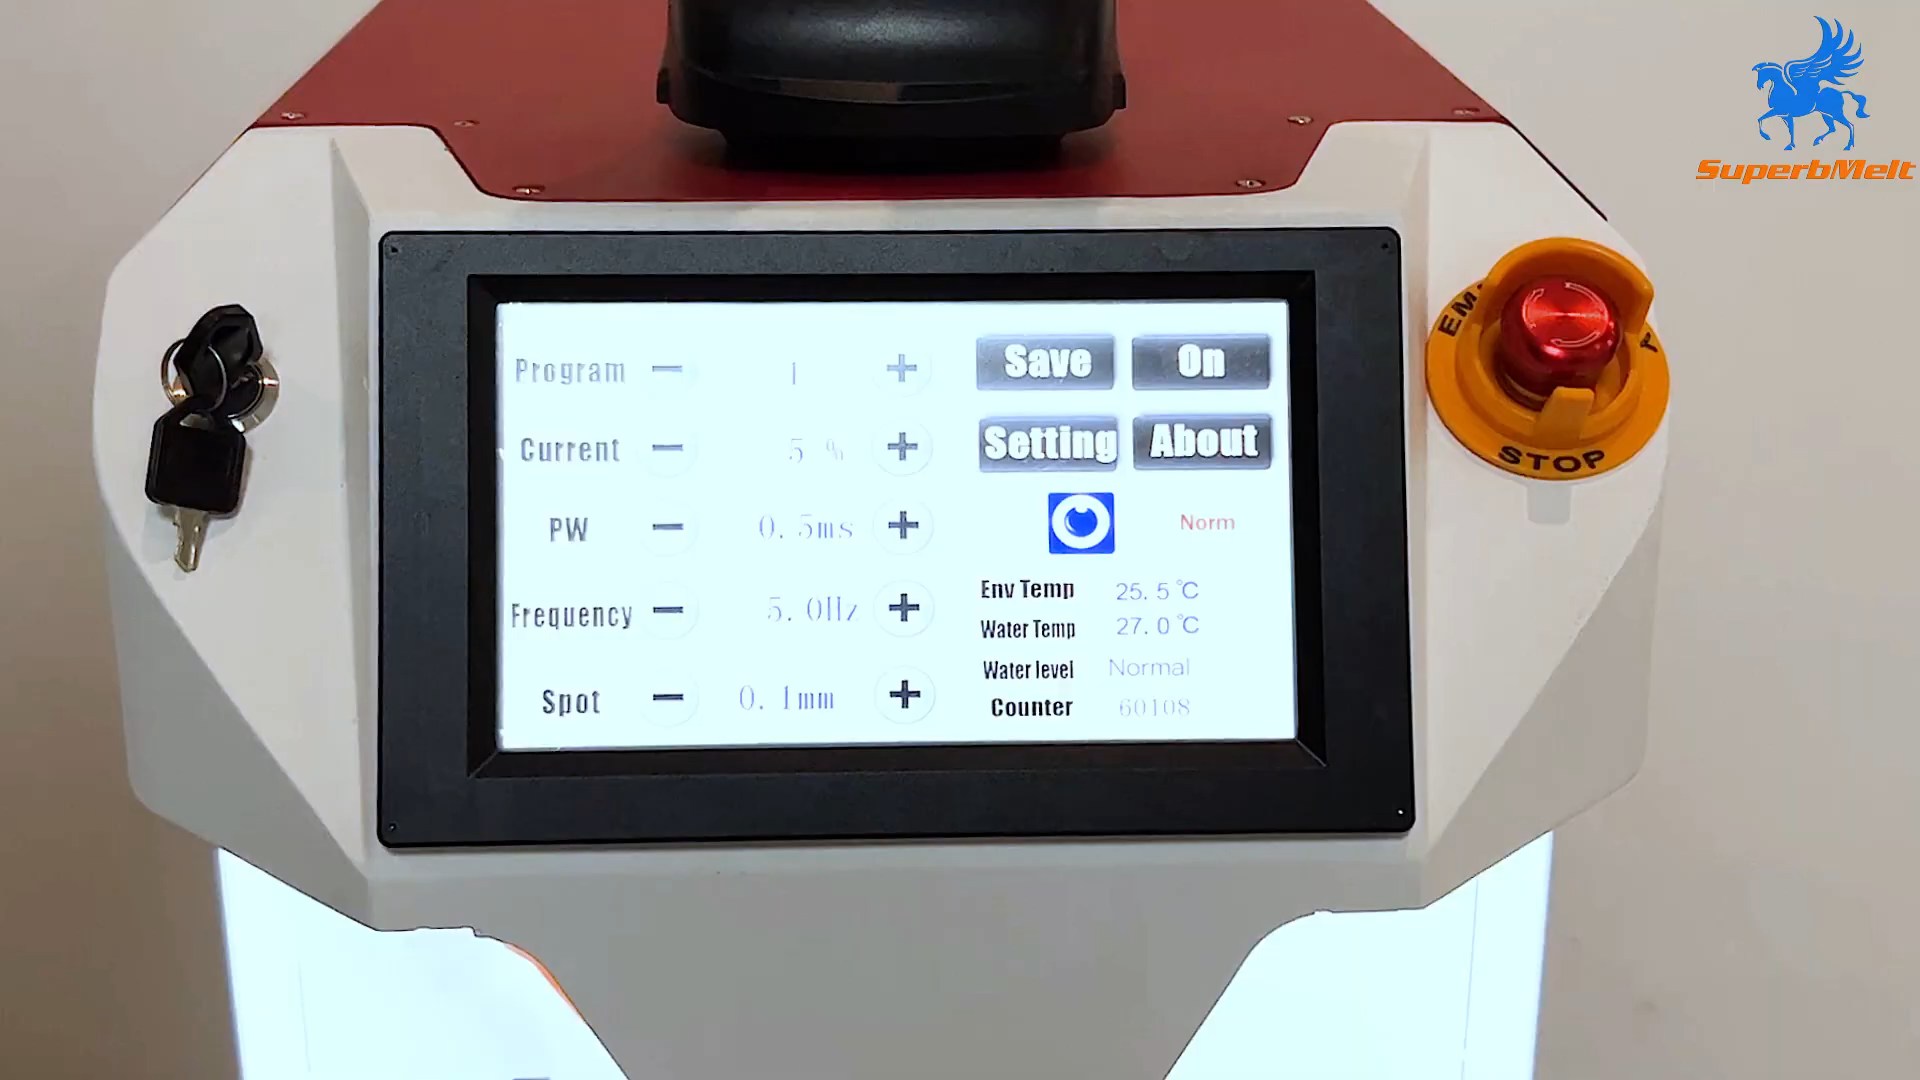 SuperbMelt
Program — 1 + Save On
Current — 5 % + Setting About
PW — 0.5ms + Norm
Frequency — 5.0Hz + Env Temp 25.5℃
Water Temp 27.0℃
Water level Normal
Spot — 0.1mm + Counter 60108
STOP